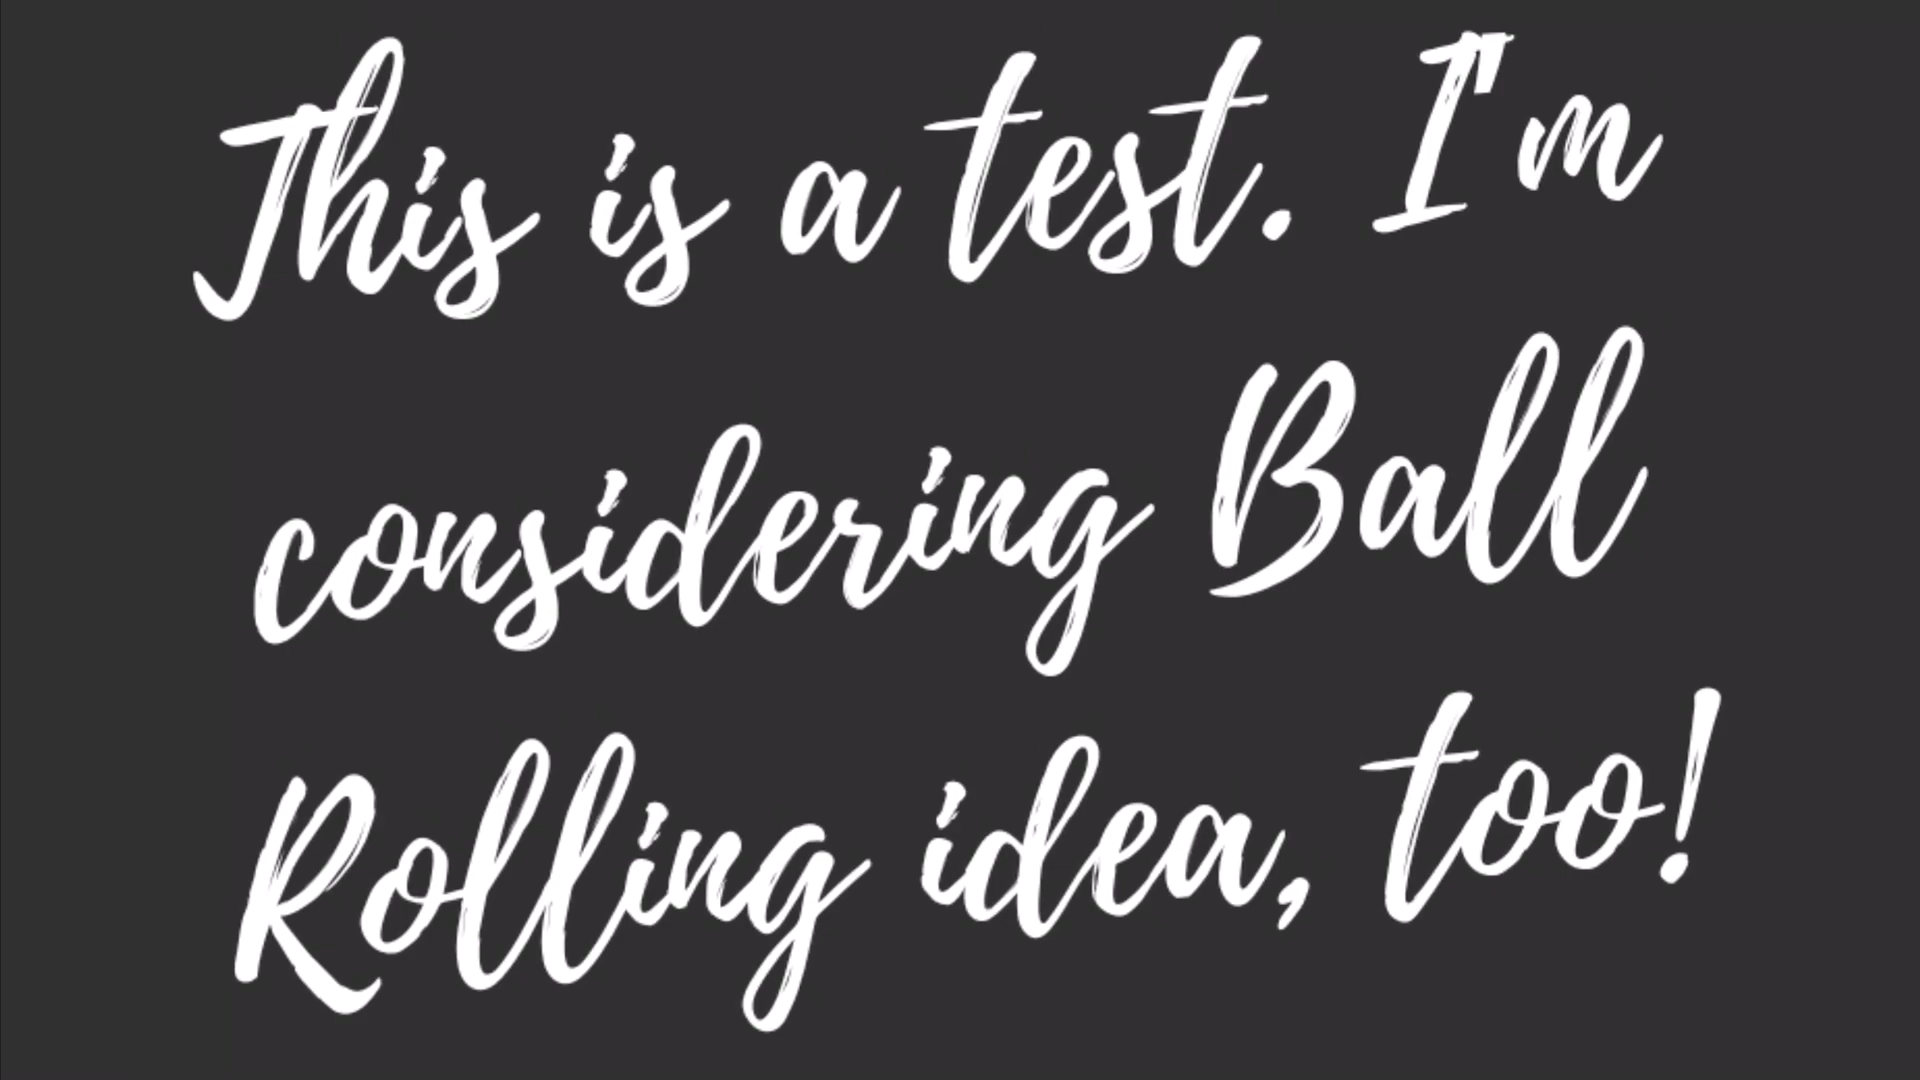 This is a test. I'm
considering Ball
Rolling idea, too!